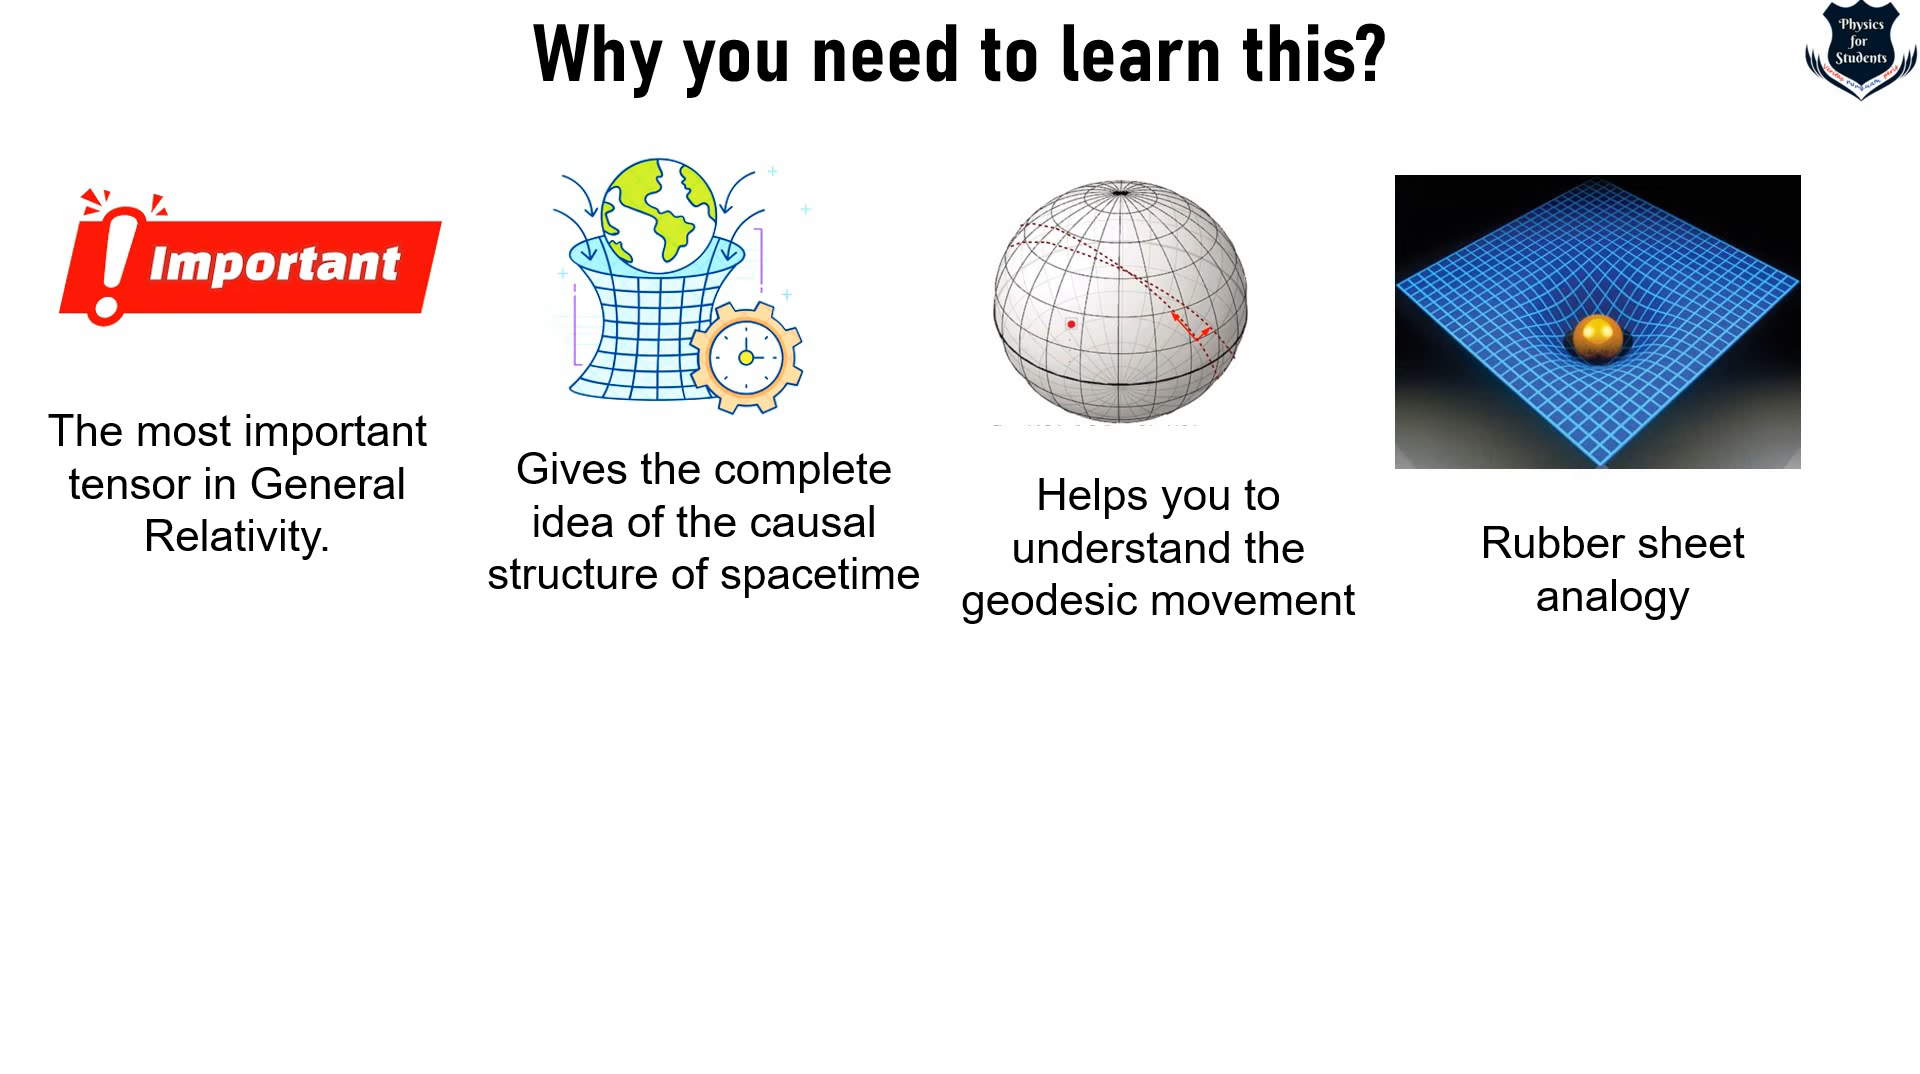 Why you need to learn this?
Physics
for
Students
Important
The most important
tensor in General
Relativity.
Gives the complete
idea of the causal
structure of spacetime
Helps you to
understand the
geodesic movement
Rubber sheet
analogy